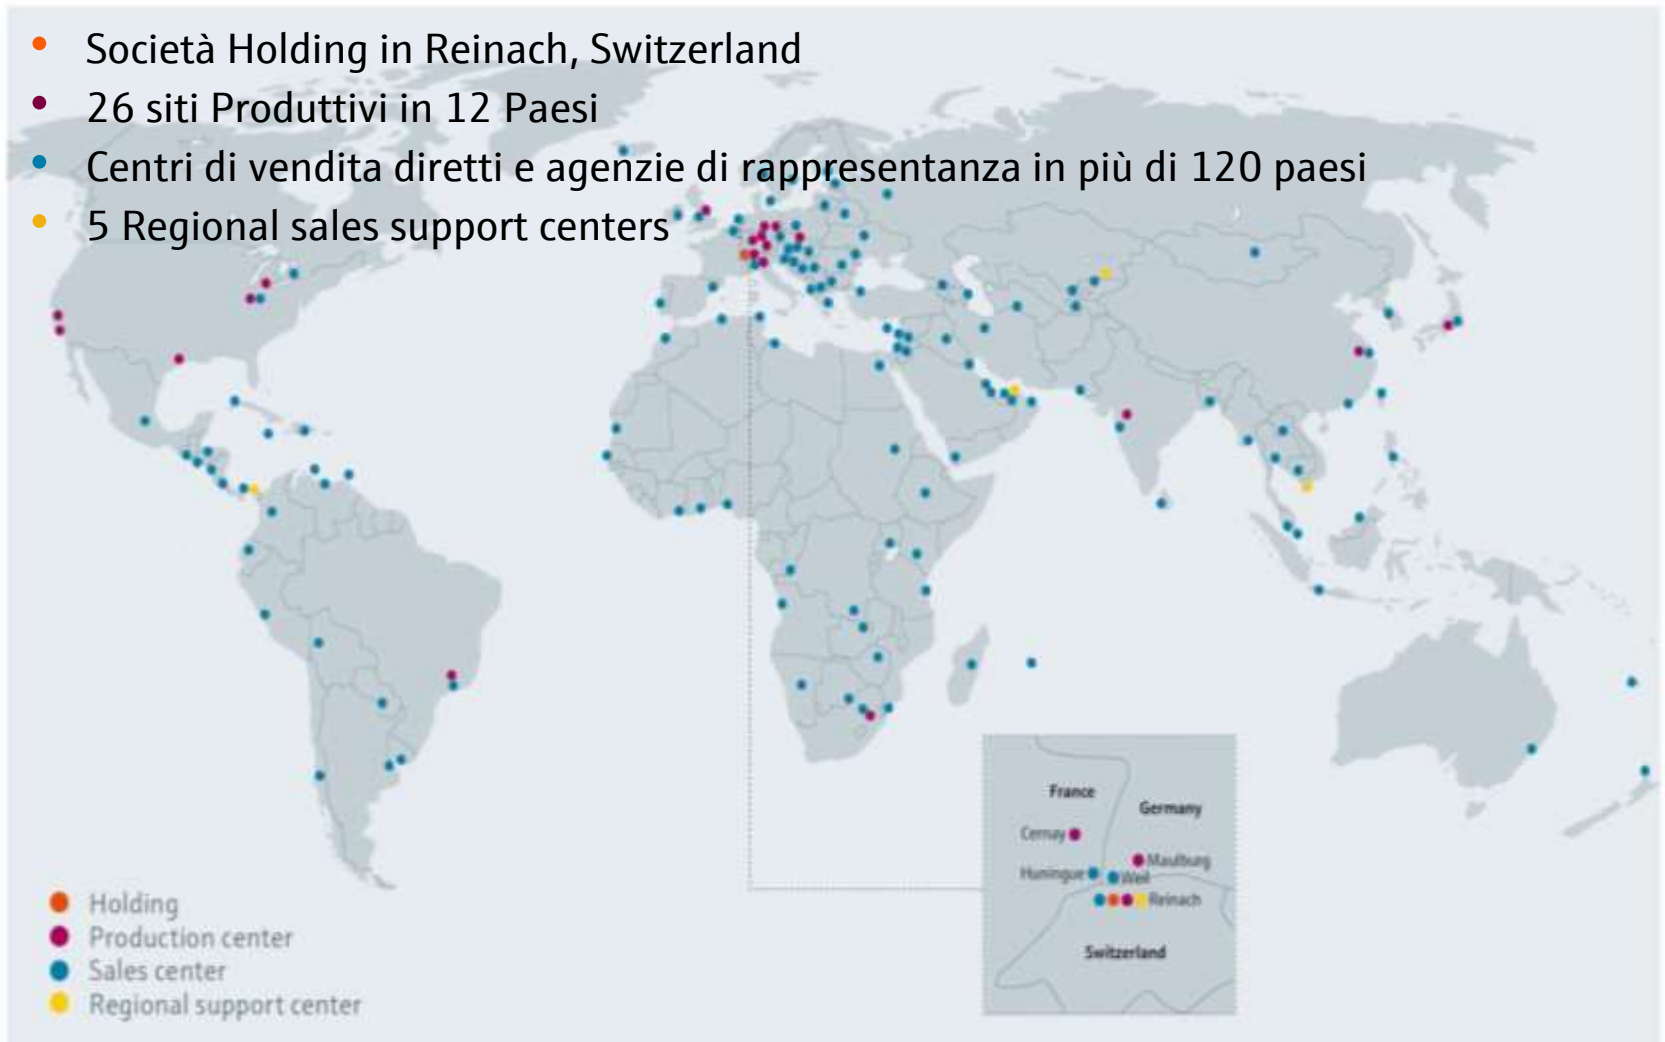 Società Holding in Reinach, Switzerland
26 siti Produttivi in 12 Paesi
Centri di vendita diretti e agenzie di rappresentanza in più di 120 paesi
5 Regional sales support centers
France
Germany
Cernay
Maulburg
Huningue
Weil
Reinach
Switzerland
Holding
Production center
Sales center
Regional support center